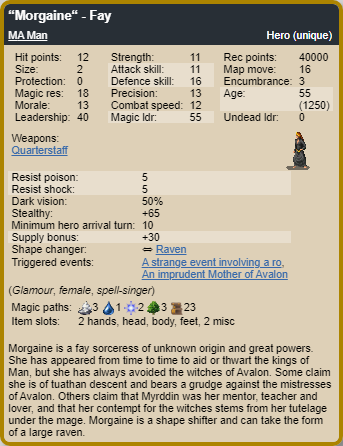 “Morgaine“ - Fay
MA Man Hero (unique)
Hit points: 12 Strength: 11 Rec points: 40000
Size: 2 Attack skill: 11 Map move: 16
Protection: 0 Defence skill: 16 Encumbrance: 3
Magic res: 18 Precision: 13 Age: 55
Morale: 13 Combat speed: 12 (1250)
Leadership: 40 Magic ldr: 55 Undead ldr: 0
Weapons:
Quarterstaff
Resist poison: 5
Resist shock: 5
Dark vision: 50%
Stealthy: +65
Minimum hero arrival turn: 10
Supply bonus: +30
Shape changer: ⇔ Raven
Triggered events: A strange event involving a ro,
An imprudent Mother of Avalon
(Glamour, female, spell-singer)
Magic paths: 3 1 2 3 23
Item slots: 2 hands, head, body, feet, 2 misc
Morgaine is a fay sorceress of unknown origin and great powers.
She has appeared from time to time to aid or thwart the kings of
Man, but she has always avoided the witches of Avalon. Some claim
she is of tuathan descent and bears a grudge against the mistresses
of Avalon. Others claim that Myrddin was her mentor, teacher and
lover, and that her contempt for the witches stems from her tutelage
under the mage. Morgaine is a shape shifter and can take the form
of a large raven.